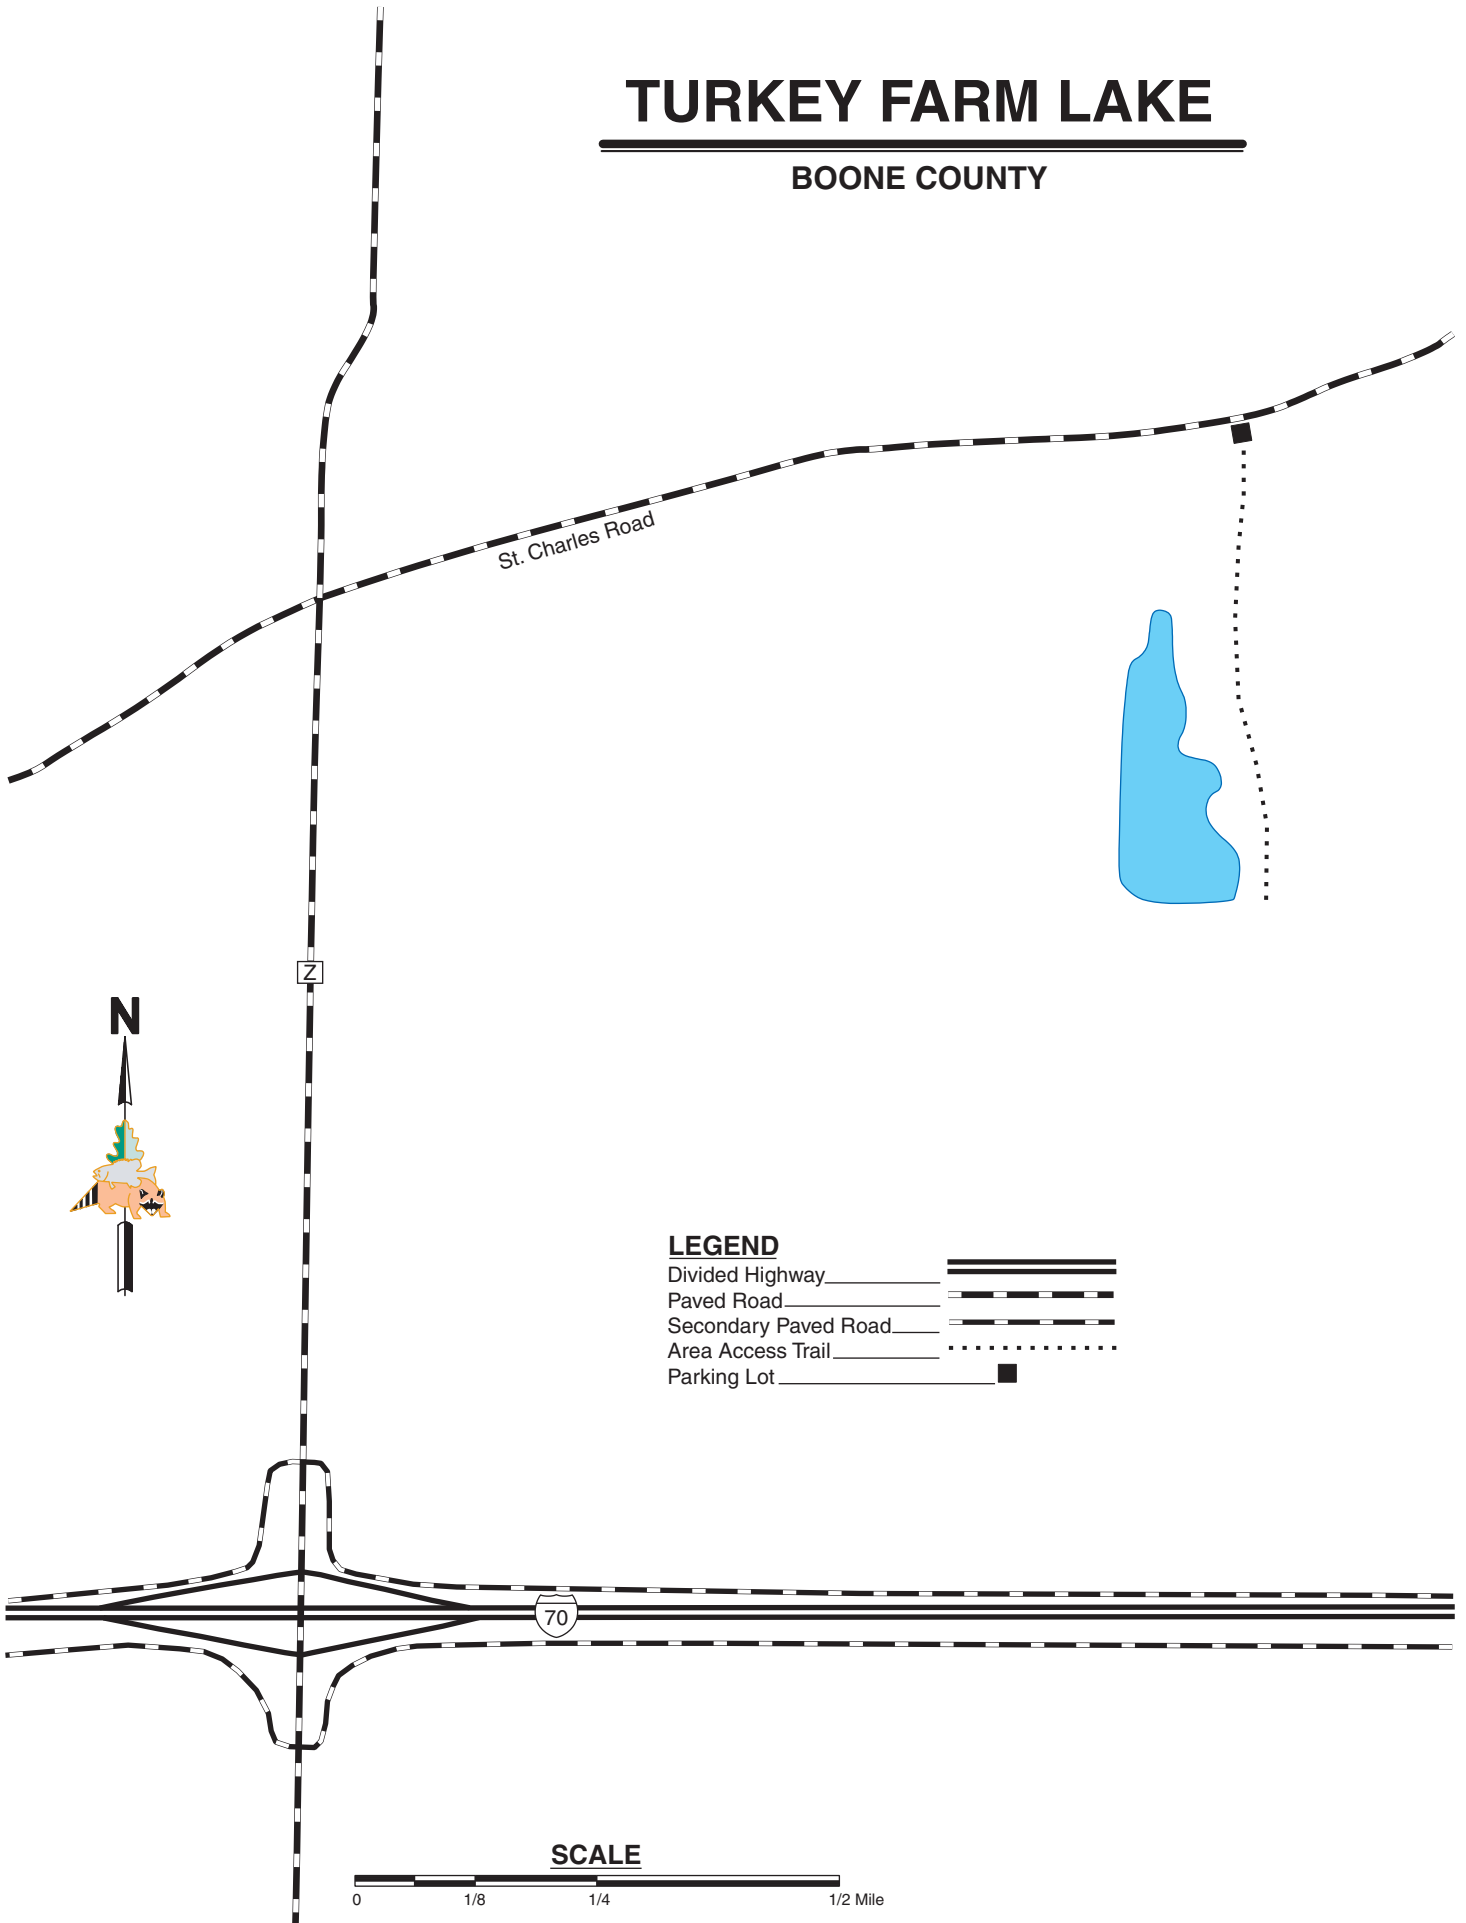 TURKEY FARM LAKE
BOONE COUNTY
St. Charles Road
Z
N
LEGEND
Divided Highway
Paved Road
Secondary Paved Road
Area Access Trail
Parking Lot
70
SCALE
0 1/8 1/4 1/2 Mile